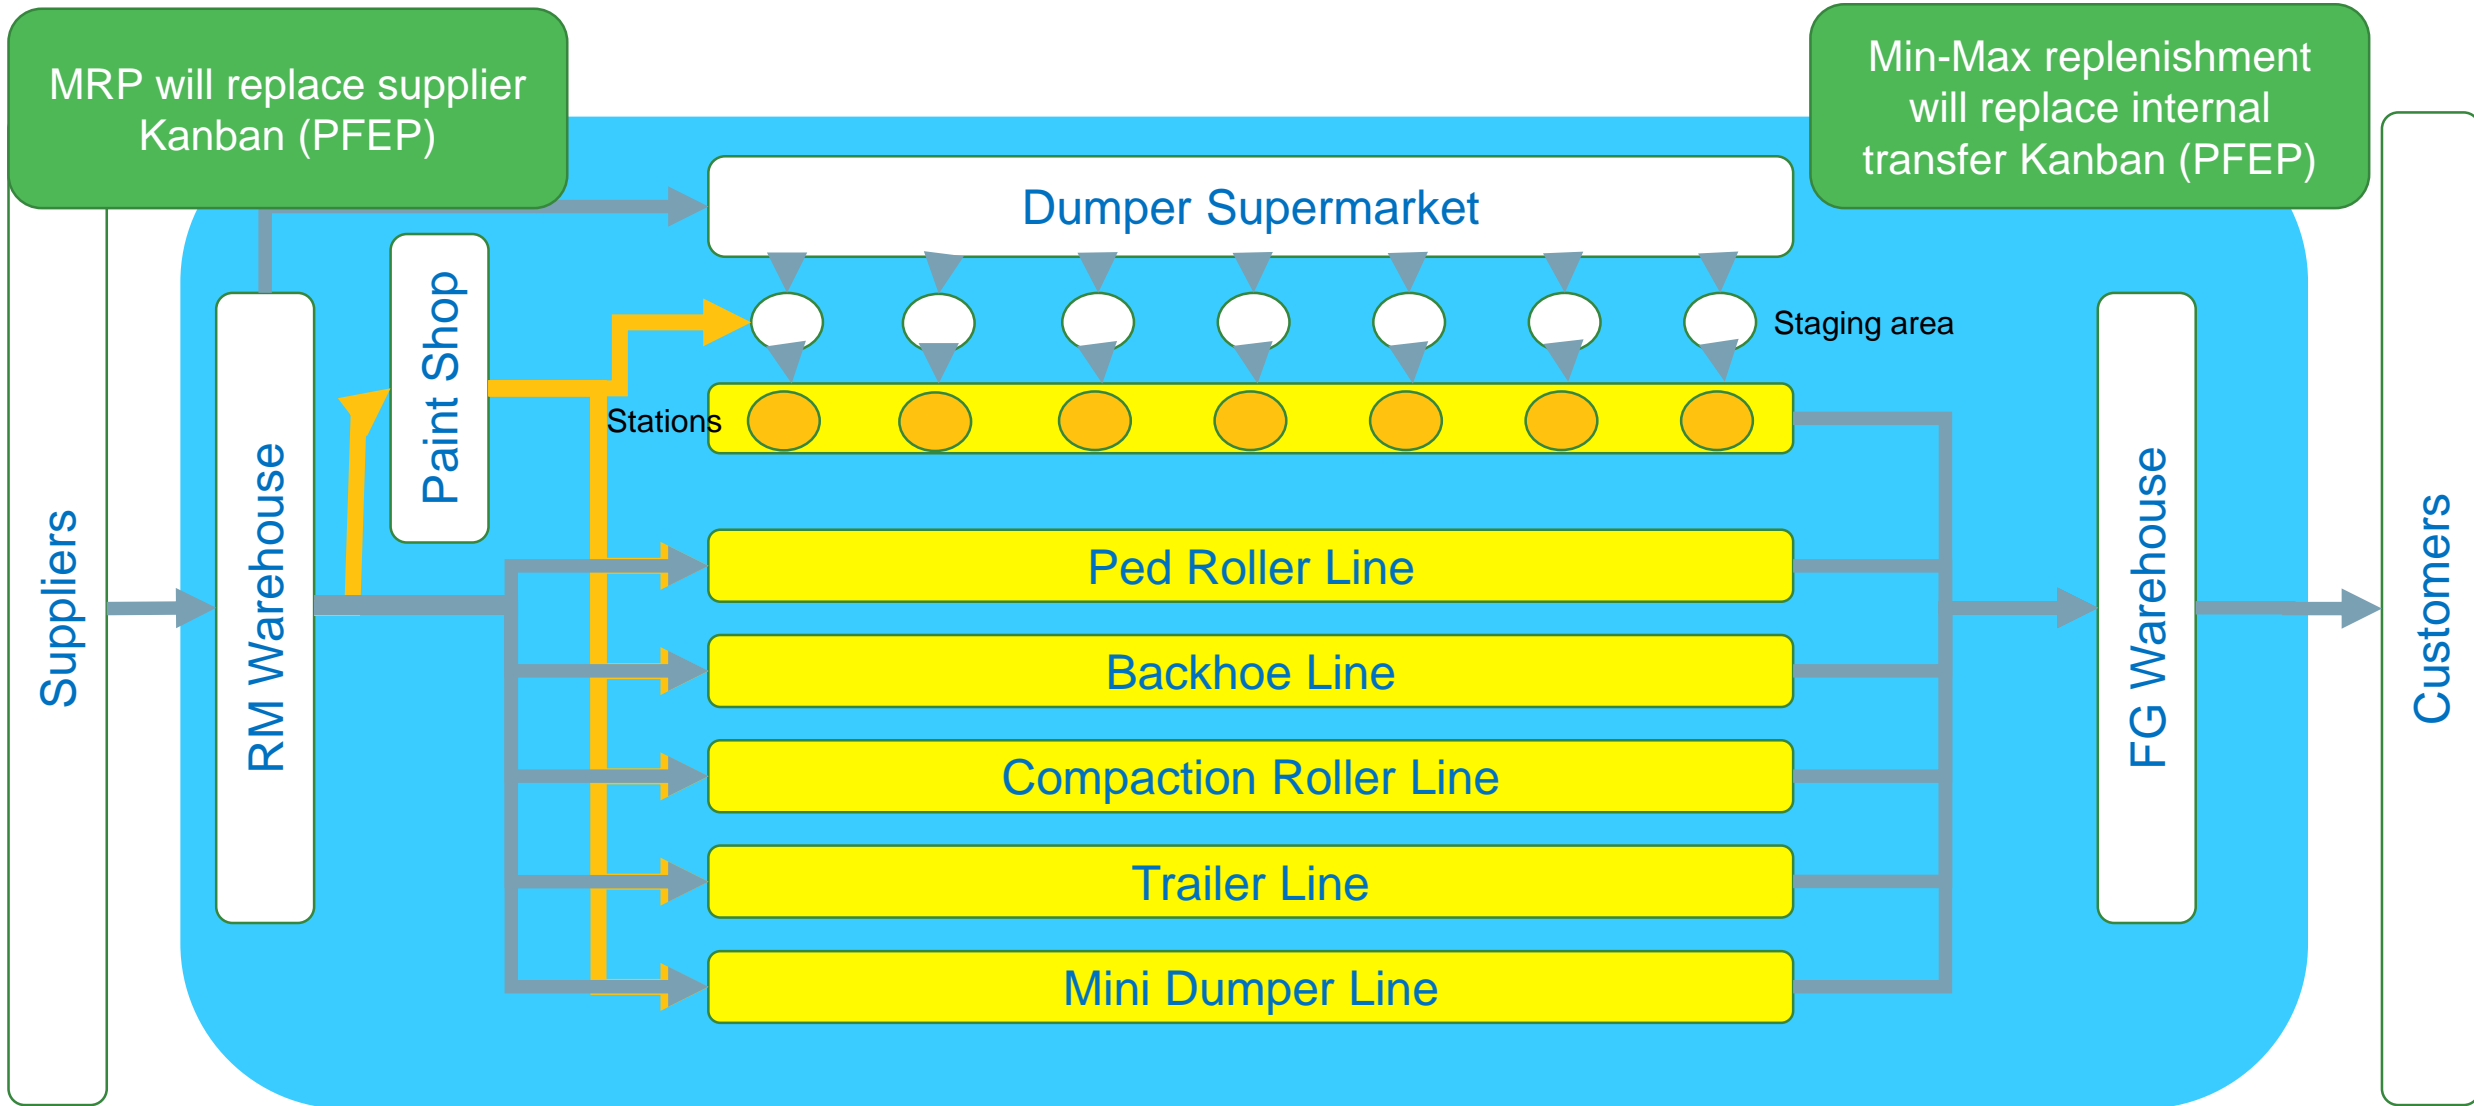 MRP will replace supplier
Kanban (PFEP)
Min-Max replenishment
will replace internal
transfer Kanban (PFEP)
Dumper Supermarket
Paint Shop
Staging area
Stations
Suppliers
RM Warehouse
Ped Roller Line
Backhoe Line
Compaction Roller Line
Trailer Line
Mini Dumper Line
FG Warehouse
Customers